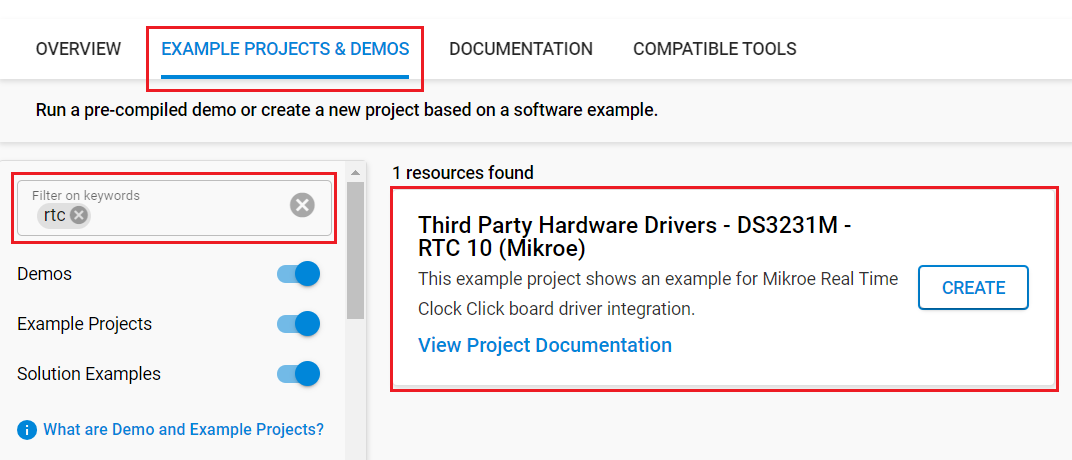 OVERVIEW EXAMPLE PROJECTS & DEMOS DOCUMENTATION COMPATIBLE TOOLS
Run a pre-compiled demo or create a new project based on a software example.
Filter on keywords
rtc
Demos
Example Projects
Solution Examples
What are Demo and Example Projects?
1 resources found
Third Party Hardware Drivers - DS3231M -
RTC 10 (Mikroe)
This example project shows an example for Mikroe Real Time
Clock Click board driver integration.
View Project Documentation
CREATE